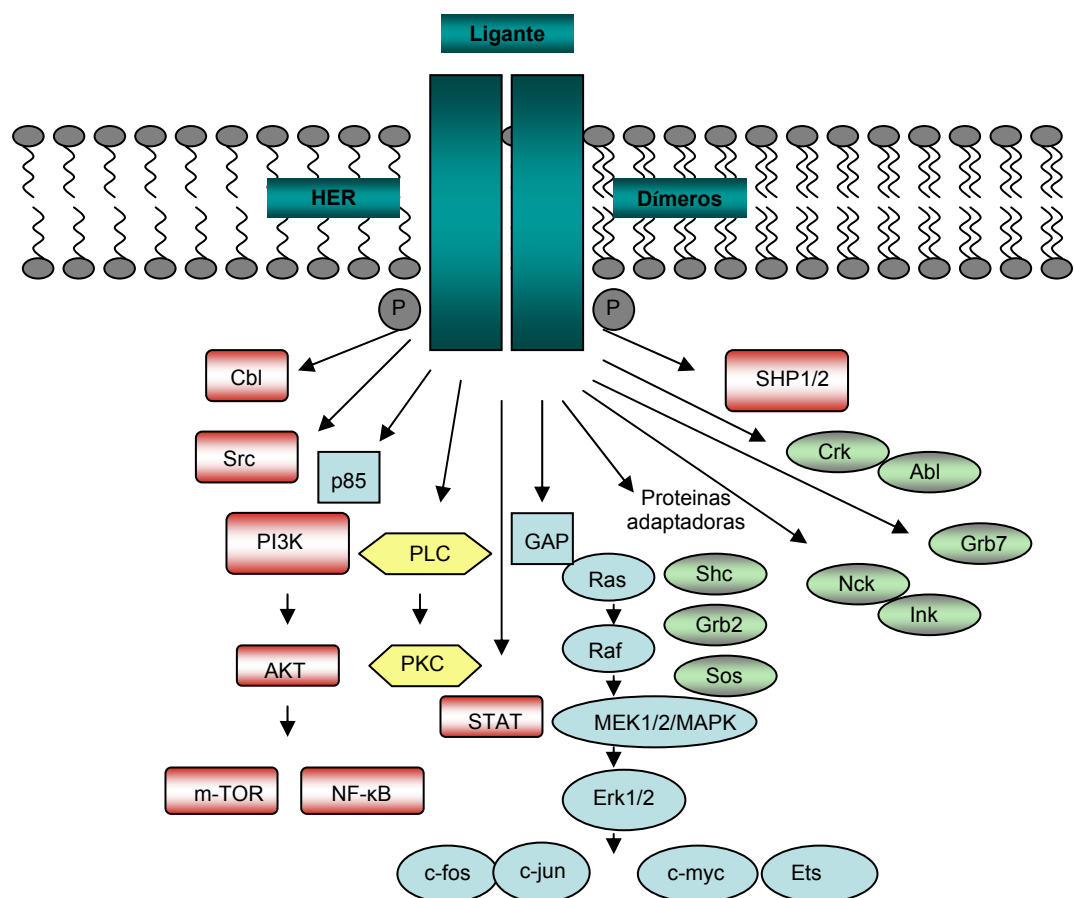 Ligante
HER
Dímeros
P
P
Cbl
SHP1/2
Src
Crk
Abl
p85
Proteinas
adaptadoras
PI3K
PLC
GAP
Grb7
Ras
Shc
Nck
Ink
Grb2
Raf
AKT
PKC
Sos
STAT
MEK1/2/MAPK
m-TOR
NF-κB
Erk1/2
c-fos
c-jun
c-myc
Ets